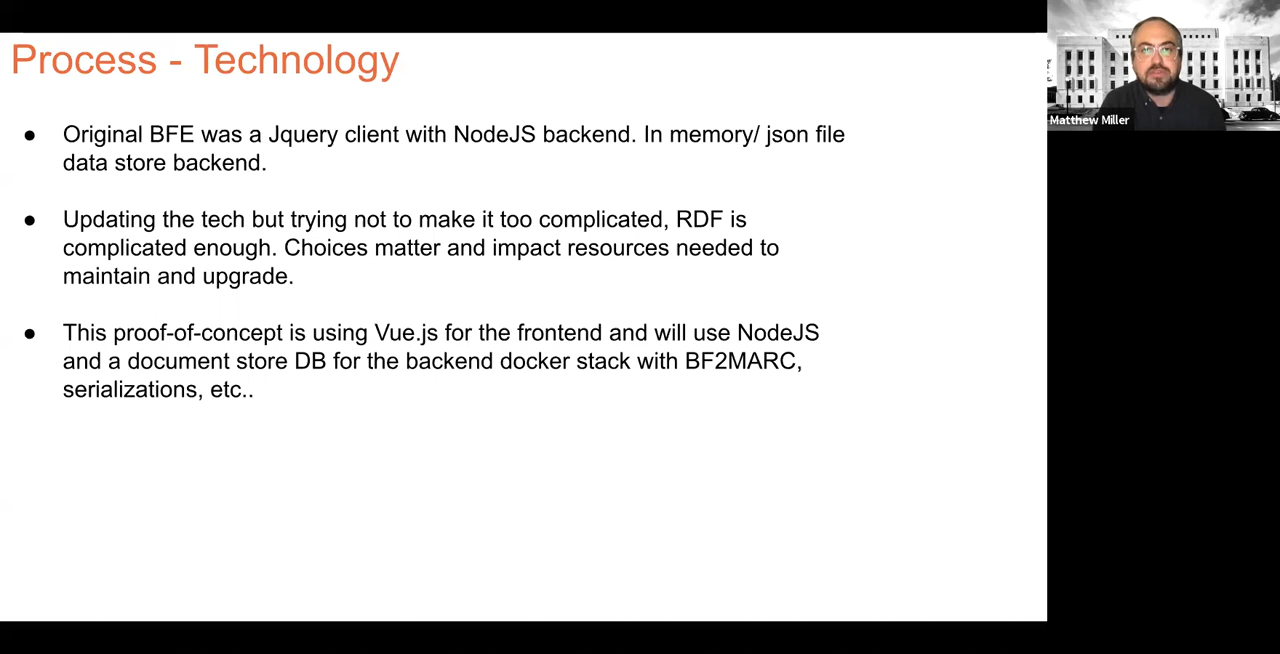 Process - Technology
● Original BFE was a Jquery client with NodeJS backend. In memory/ json file
data store backend.
● Updating the tech but trying not to make it too complicated, RDF is
complicated enough. Choices matter and impact resources needed to
maintain and upgrade.
● This proof-of-concept is using Vue.js for the frontend and will use NodeJS
and a document store DB for the backend docker stack with BF2MARC,
serializations, etc..
Matthew Miller